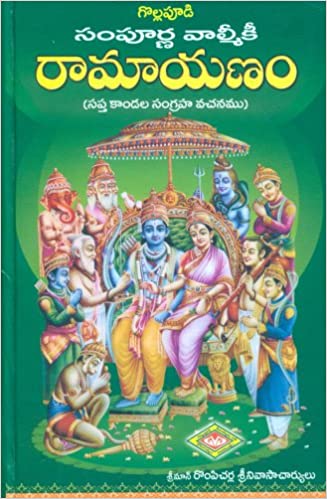 గొల్లపూడి
సంపూర్ణ వాల్మీకీ
రామాయణం
(సప్త కాండల సంగ్రహ వచనము)
శ్రీమాన్ రొంపిచర్ల శ్రీనివాసాచార్యులు